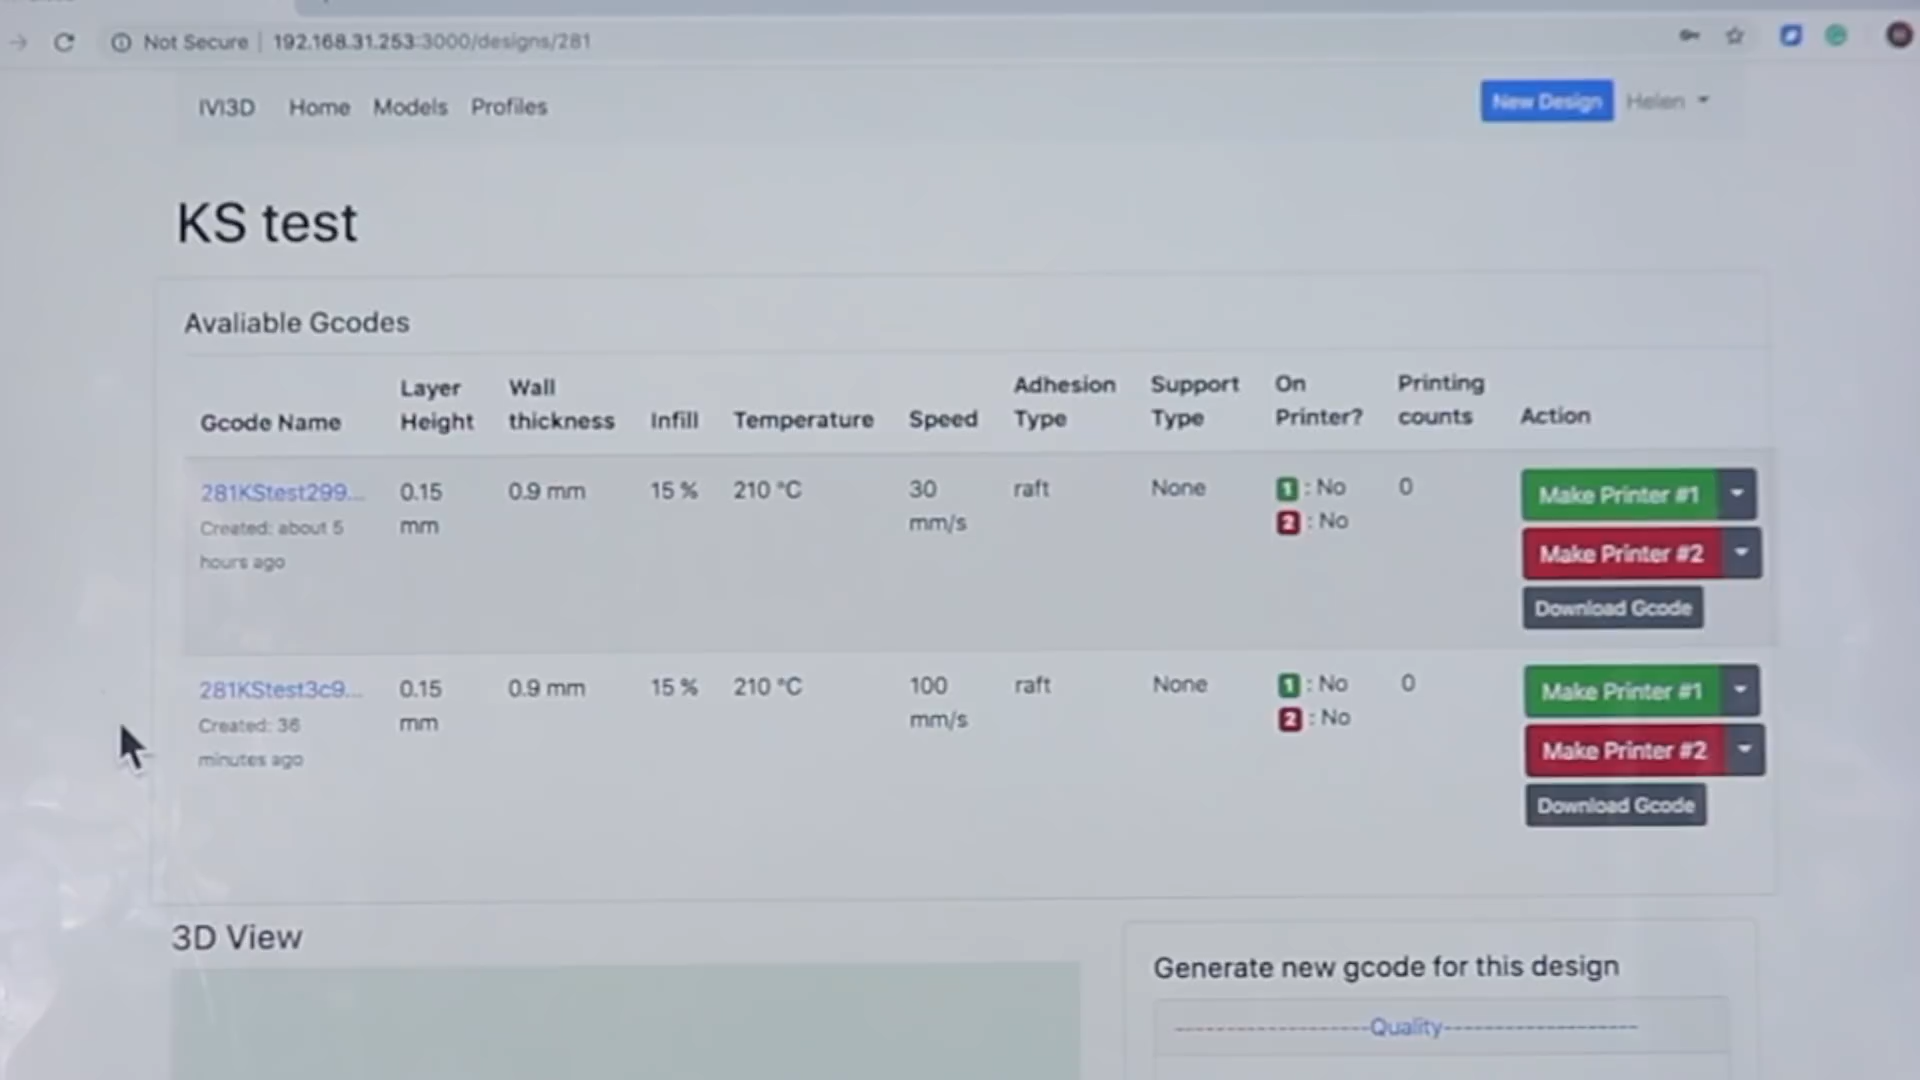 Not Secure | 192.168.31.253:3000/designs/281
IVI3D Home Models Profiles New Design Helen
KS test
Avaliable Gcodes
Gcode Name Layer Height Wall thickness Infill Temperature Speed Adhesion Type Support Type On Printer? Printing counts Action
281KStest299... 0.15 mm 0.9 mm 15 % 210 °C 30 mm/s raft None 1 : No 0 Make Printer #1
Created: about 5 hours ago 2 : No Make Printer #2
Download Gcode
281KStest3c9... 0.15 mm 0.9 mm 15 % 210 °C 100 mm/s raft None 1 : No 0 Make Printer #1
Created: 36 minutes ago 2 : No Make Printer #2
Download Gcode
3D View
Generate new gcode for this design
-------------------Quality-------------------